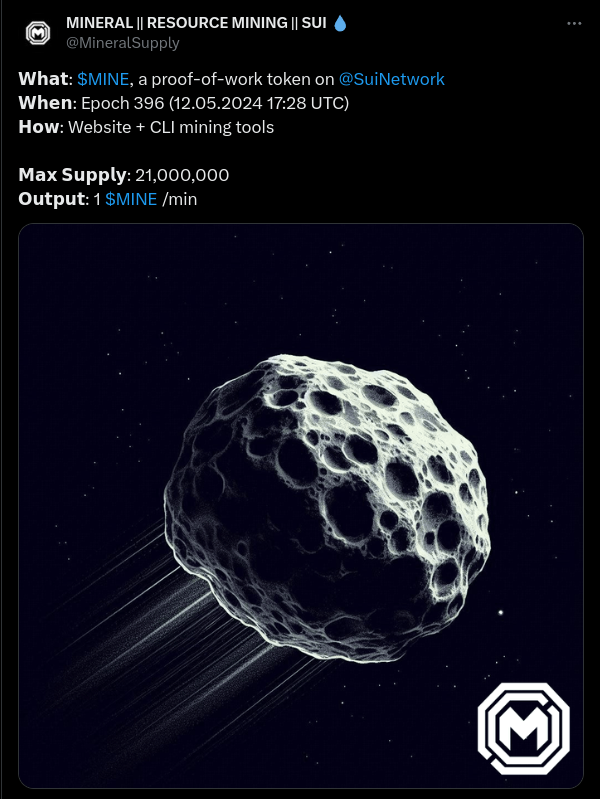 MINERAL || RESOURCE MINING || SUI 💧
@MineralSupply
What: $MINE, a proof-of-work token on @SuiNetwork
When: Epoch 396 (12.05.2024 17:28 UTC)
How: Website + CLI mining tools
Max Supply: 21,000,000
Output: 1 $MINE /min
M